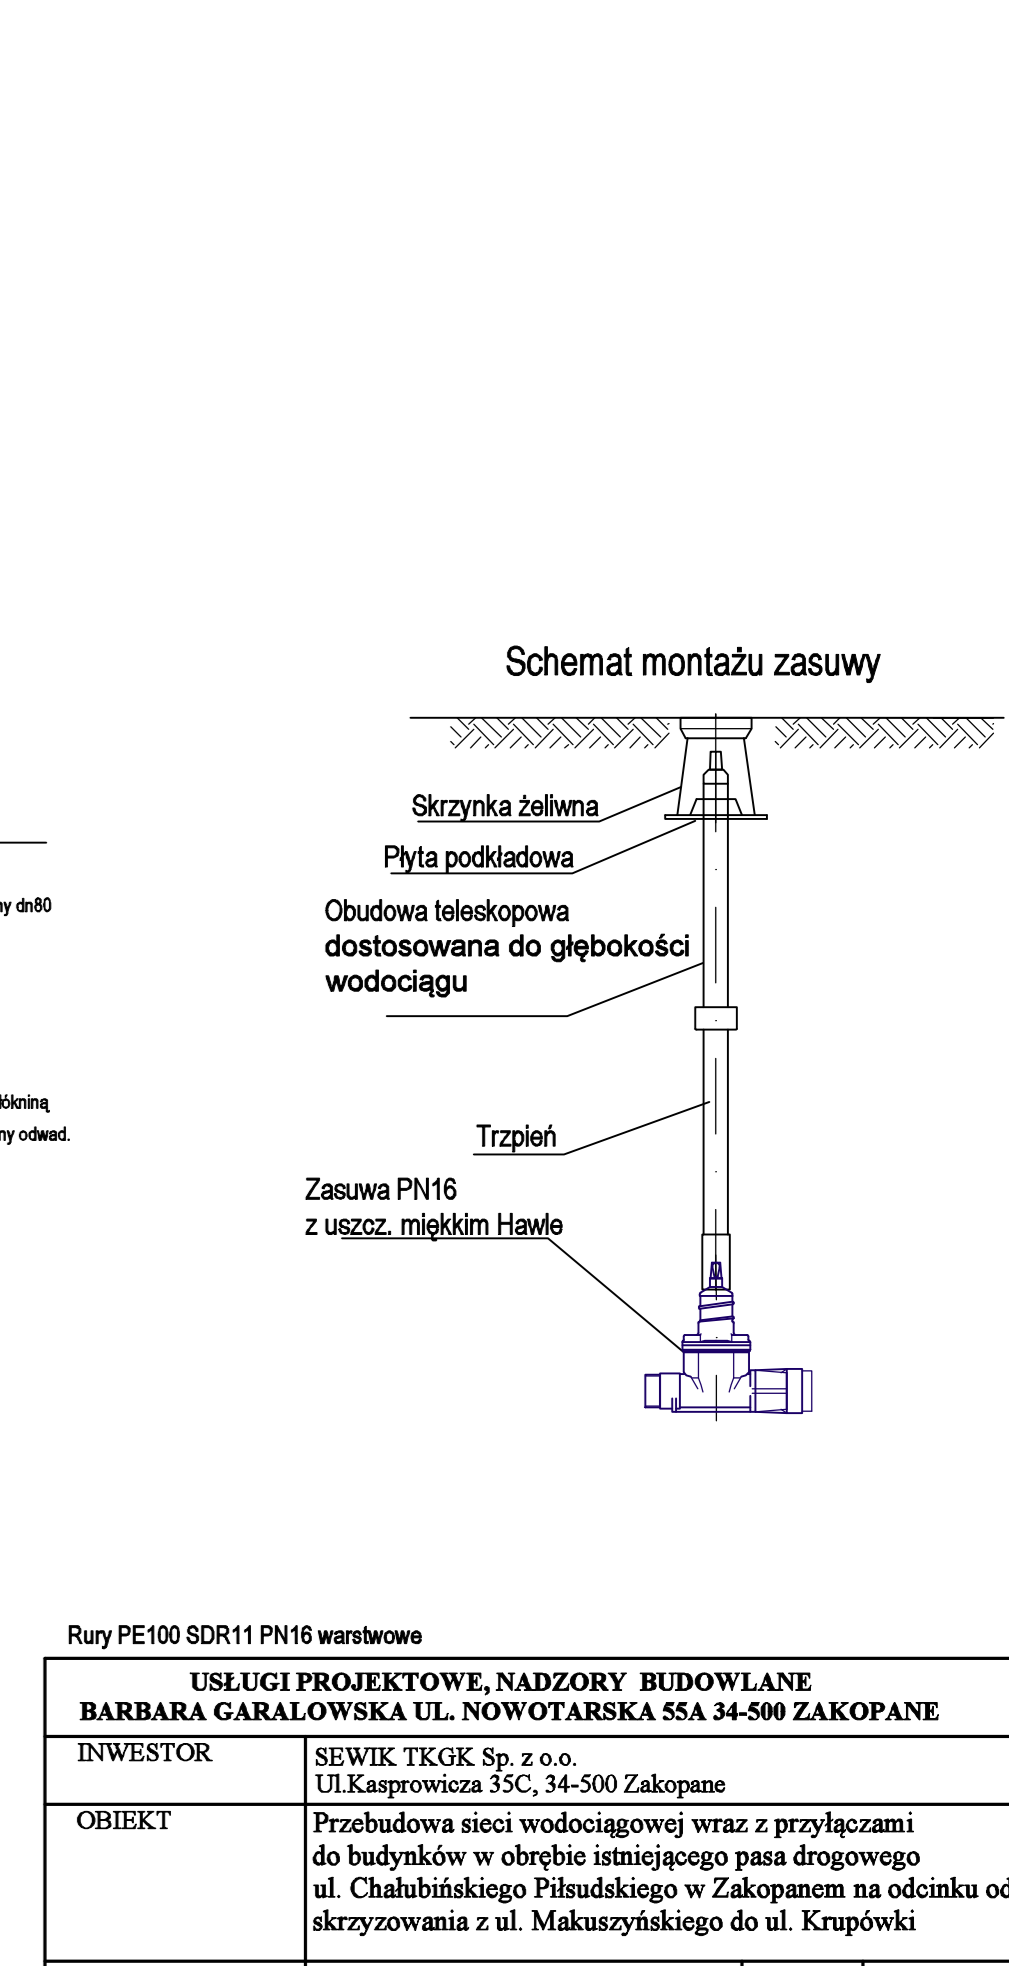 Schemat montażu zasuwy
Skrzynka żeliwna
Płyta podkładowa
dn80
Obudowa teleskopowa
dostosowana do głębokości
wodociągu
odwad.
Trzpień
Zasuwa PN16
z uszcz. miękkim Hawle
Rury PE100 SDR11 PN16 warstwowe
USŁUGI PROJEKTOWE, NADZORY BUDOWLANE
BARBARA GARALOWSKA UL. NOWOTARSKA 55A 34-500 ZAKOPANE
INWESTOR
SEWIK TKGK Sp. z o.o.
Ul.Kasprowicza 35C, 34-500 Zakopane
OBIEKT
Przebudowa sieci wodociągowej wraz z przyłączami
do budynków w obrębie istniejącego pasa drogowego
ul. Chałubińskiego Piłsudskiego w Zakopanem na odcinku od
skrzyzowania z ul. Makuszyńskiego do ul. Krupówki